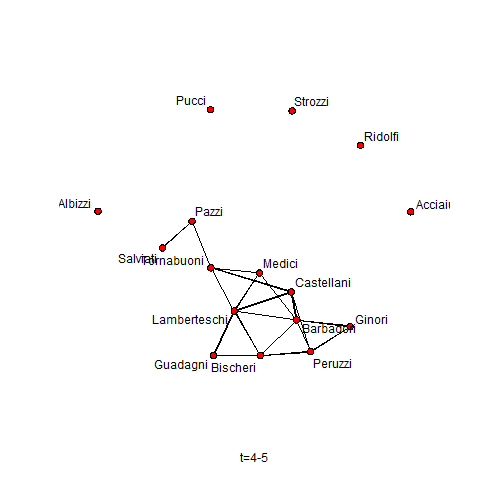 Pucci
Strozzi
Ridolfi
Albizzi
Pazzi
Acciaiu
Salviati
Tornabuoni
Medici
Castellani
Lamberteschi
Ginori
Barbadori
Guadagni
Bischeri
Peruzzi
t=4-5